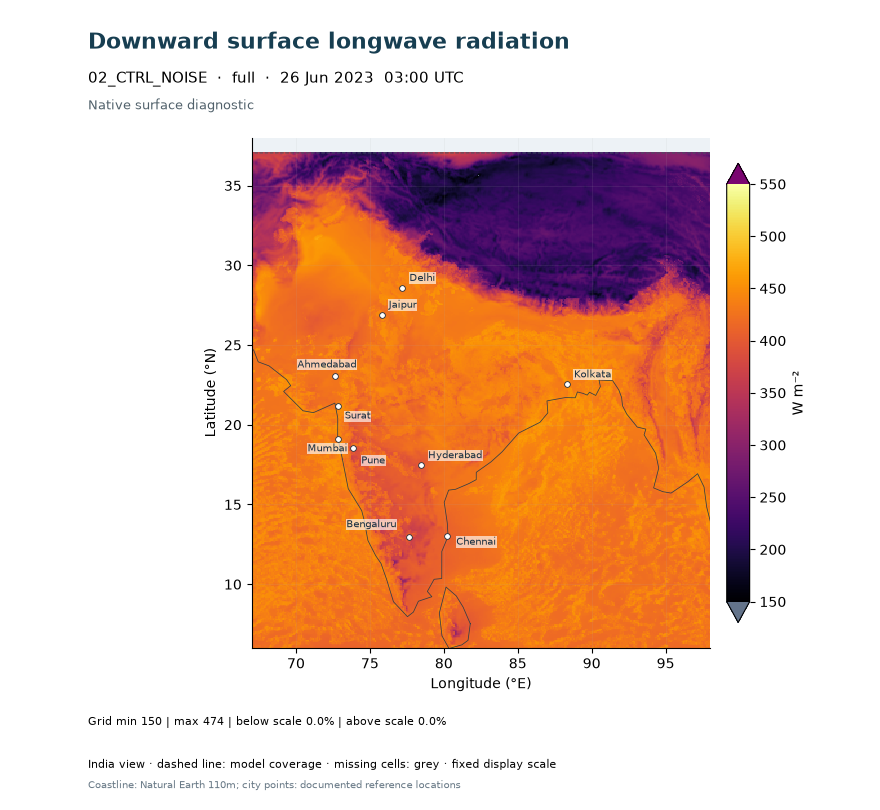 Downward surface longwave radiation
02_CTRL_NOISE · full · 26 Jun 2023 03:00 UTC
Native surface diagnostic
35
30
25
20
15
10
Latitude (°N)
Delhi
Jaipur
Ahmedabad
Kolkata
Surat
Mumbai
Pune
Hyderabad
Bengaluru
Chennai
70
75
80
85
90
95
Longitude (°E)
550
500
450
400
350
300
250
200
150
W m⁻²
Grid min 150 | max 474 | below scale 0.0% | above scale 0.0%
India view · dashed line: model coverage · missing cells: grey · fixed display scale
Coastline: Natural Earth 110m; city points: documented reference locations